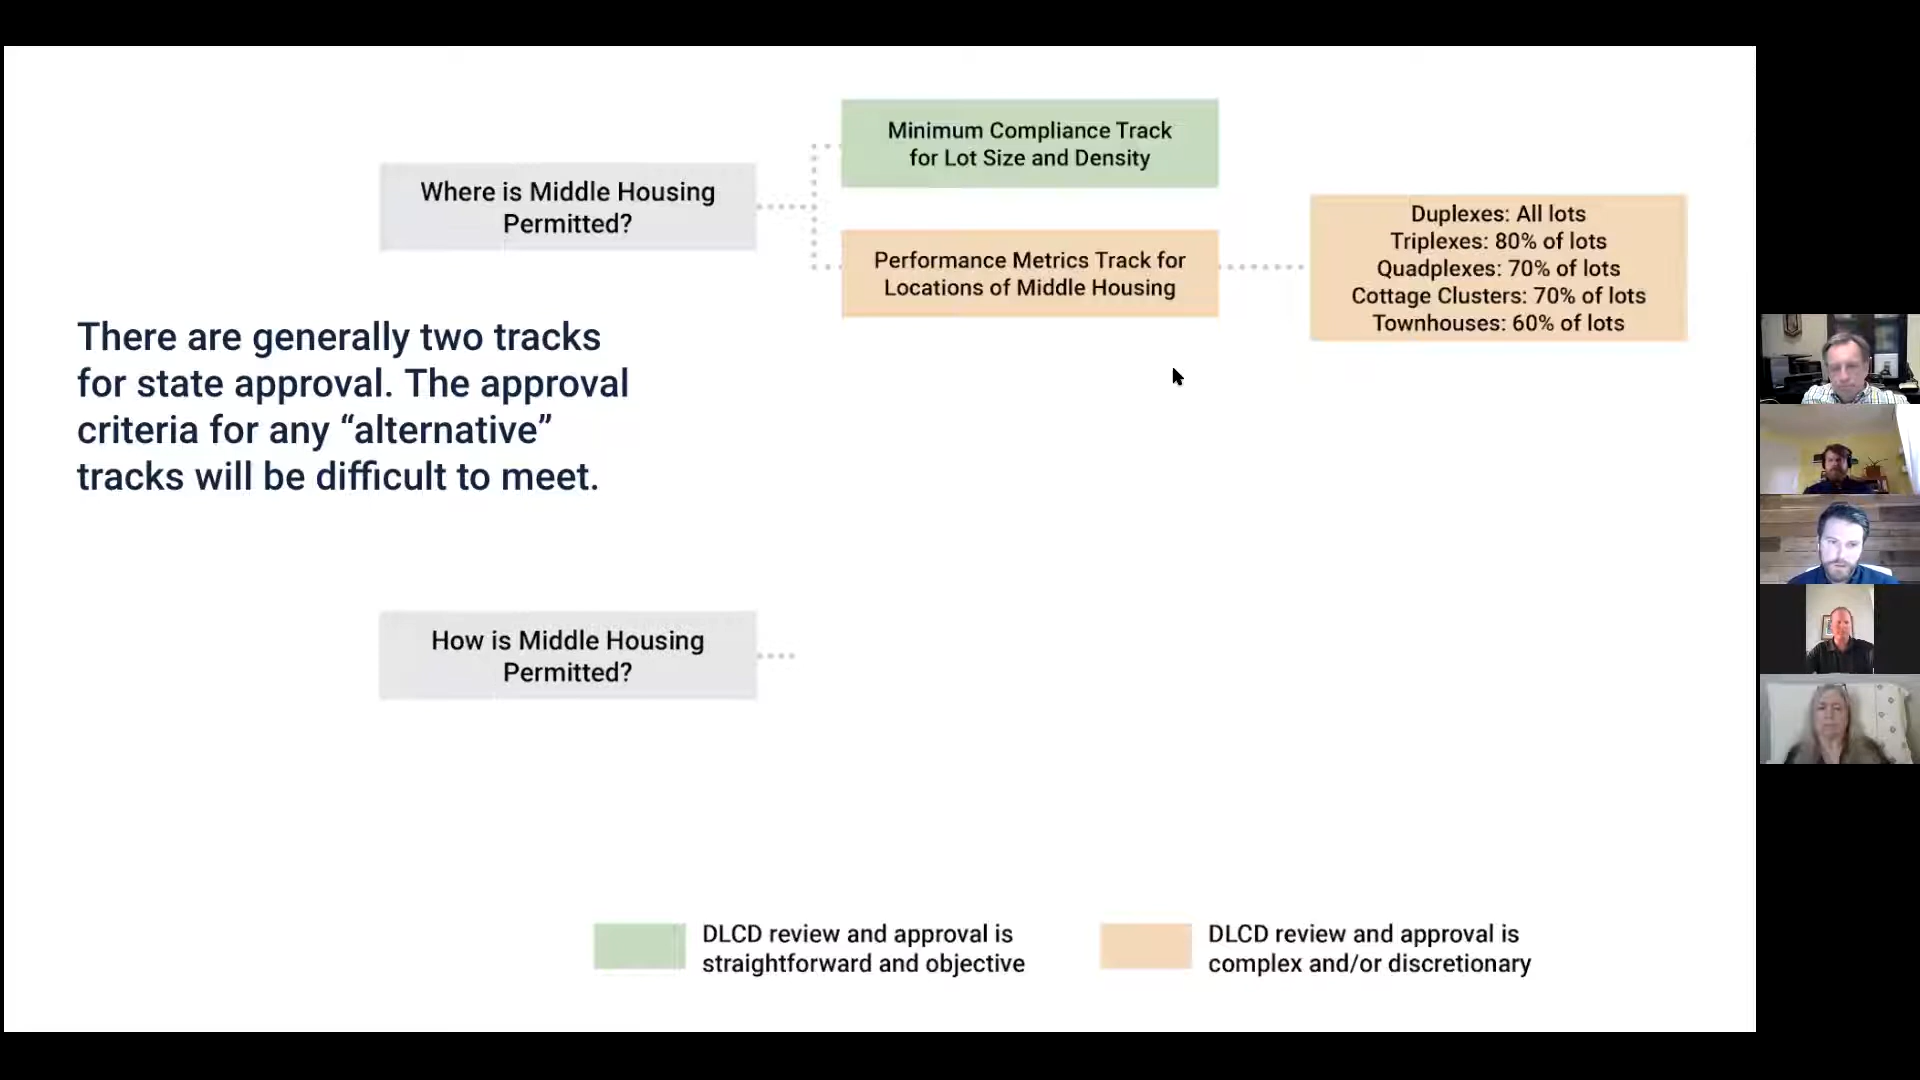 Minimum Compliance Track
for Lot Size and Density
Where is Middle Housing
Permitted?
Performance Metrics Track for
Locations of Middle Housing
Duplexes: All lots
Triplexes: 80% of lots
Quadplexes: 70% of lots
Cottage Clusters: 70% of lots
Townhouses: 60% of lots
There are generally two tracks
for state approval. The approval
criteria for any “alternative”
tracks will be difficult to meet.
How is Middle Housing
Permitted?
DLCD review and approval is
straightforward and objective
DLCD review and approval is
complex and/or discretionary